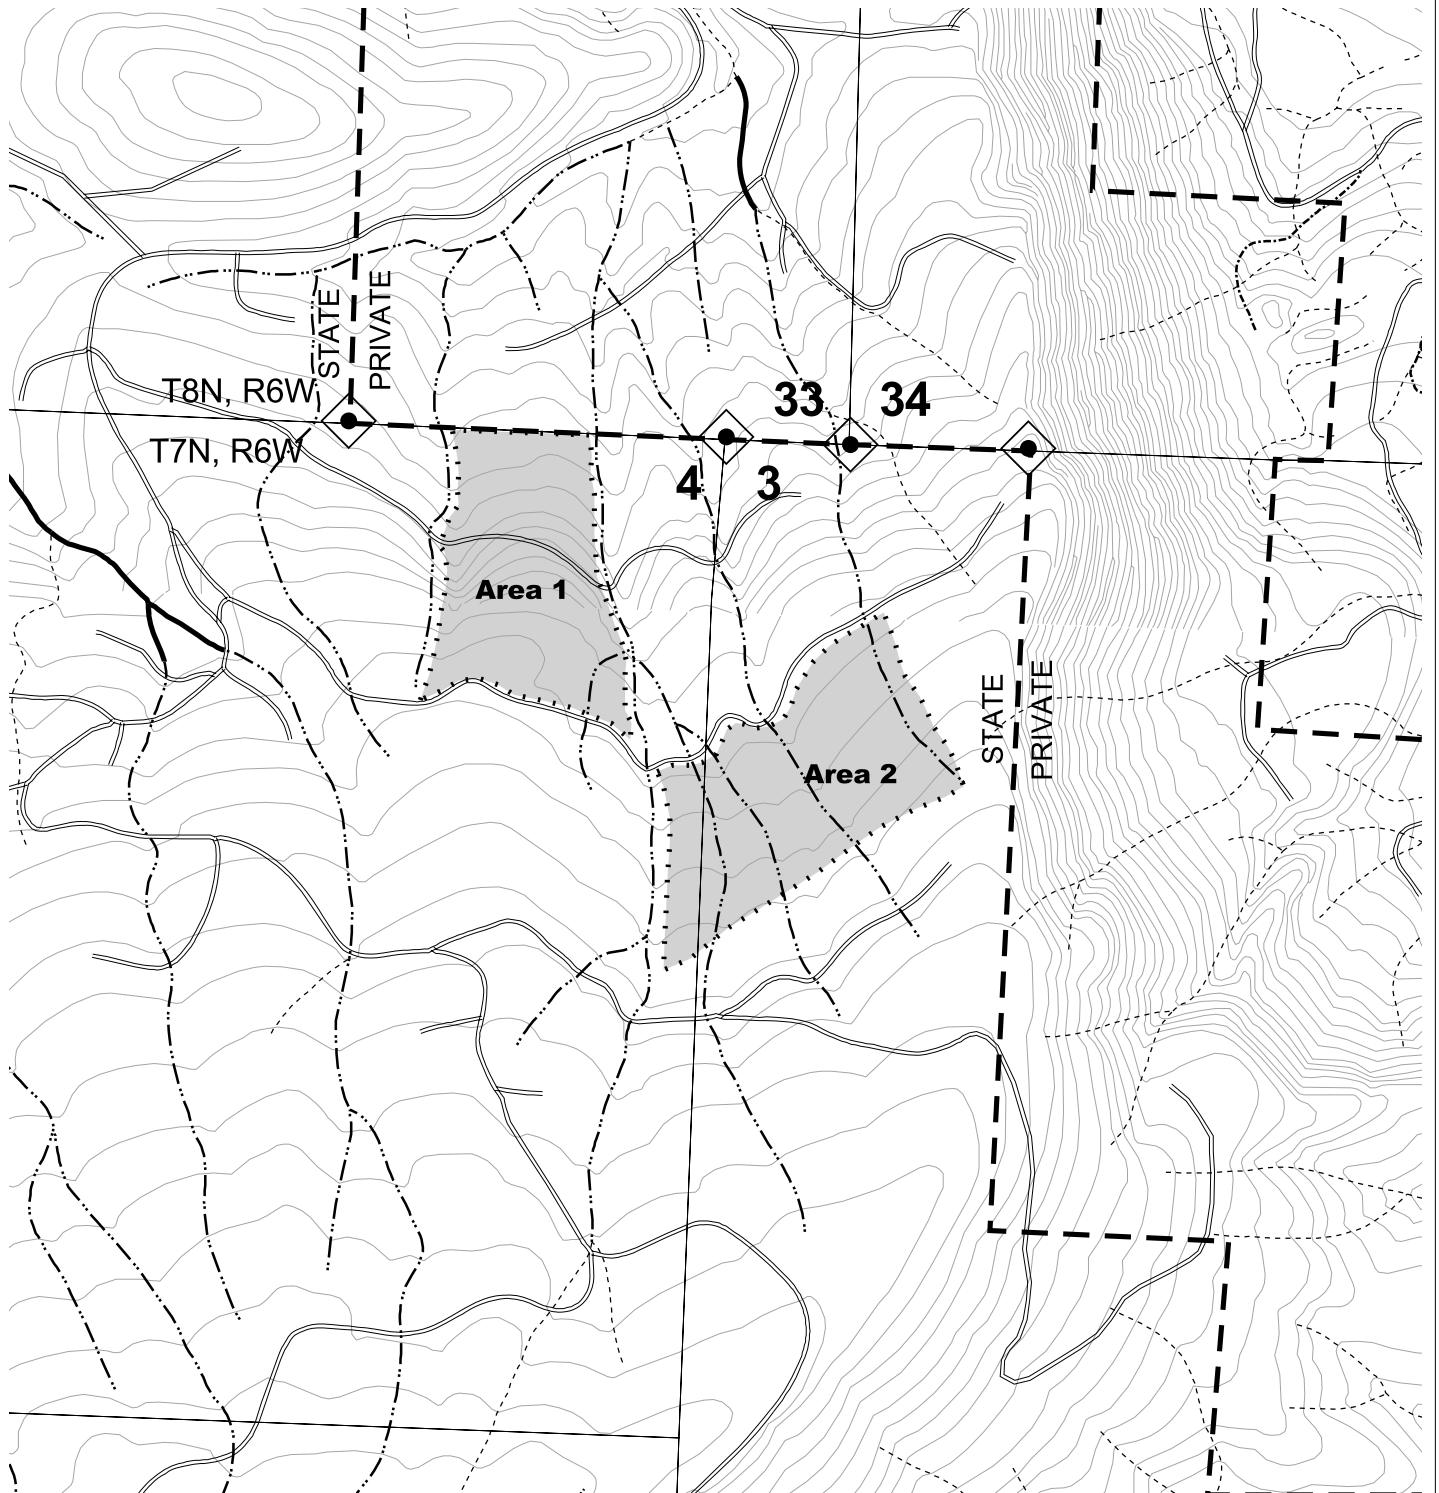 STATE
PRIVATE
T8N, R6W
33
34
T7N, R6W
4
3
Area 1
STATE
PRIVATE
Area 2